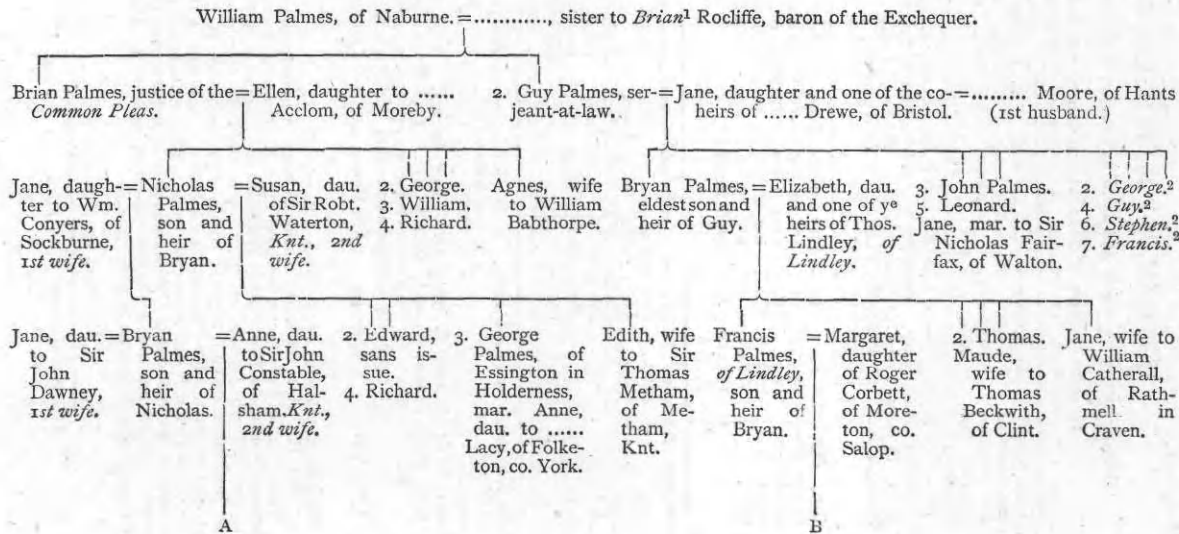 William Palmes, of Naburne. = ............, sister to Brian¹ Rocliffe, baron of the Exchequer.
Brian Palmes, justice of the
Common Pleas.
= Ellen, daughter to ......
Acclom, of Moreby.
2. Guy Palmes, ser-
jeant-at-law.
= Jane, daughter and one of the co-
heirs of ...... Drewe, of Bristol.
= ......... Moore, of Hants
(1st husband.)
Jane, daugh-
ter to Wm.
Conyers, of
Sockburne,
1st wife.
= Nicholas
Palmes,
son and
heir of
Bryan.
= Susan, dau.
of Sir Robt.
Waterton,
Knt., 2nd
wife.
2. George.
3. William.
4. Richard.
Agnes, wife
to William
Babthorpe.
Bryan Palmes,
eldest son and
heir of Guy.
= Elizabeth, dau.
and one of ye
heirs of Thos.
Lindley, of
Lindley.
3. John Palmes.
5. Leonard.
Jane, mar. to Sir
Nicholas Fair-
fax, of Walton.
2. George.²
4. Guy.²
6. Stephen.²
7. Francis.²
Jane, dau.
to Sir
John
Dawney,
1st wife.
= Bryan
Palmes,
son and
heir of
Nicholas.
= Anne, dau.
to Sir John
Constable,
of Hal-
sham. Knt.,
2nd wife.
2. Edward,
sans is-
sue.
4. Richard.
3. George
Palmes, of
Essington in
Holderness,
mar. Anne,
dau. to ......
Lacy, of Folke-
ton, co. York.
Edith, wife
to Sir
Thomas
Metham,
of Me-
tham,
Knt.
Francis
Palmes,
of Lindley,
son and
heir of
Bryan.
= Margaret,
daughter
of Roger
Corbett,
of More-
ton, co.
Salop.
2. Thomas.
Maude,
wife to
Thomas
Beckwith,
of Clint.
Jane, wife to
William
Catherall,
of Rath-
mell in
Craven.
A
B